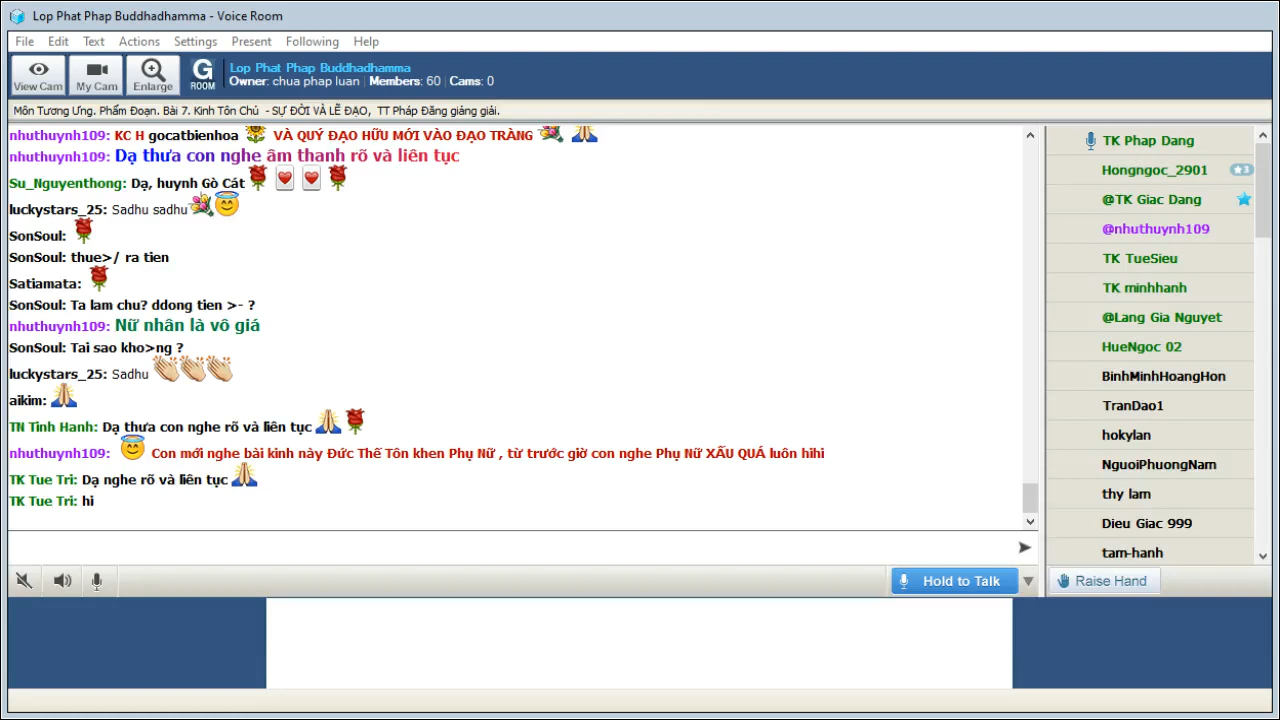 Lop Phat Phap Buddhadhamma - Voice Room
File Edit Text Actions Settings Present Following Help
View Cam My Cam Enlarge G ROOM
Lop Phat Phap Buddhadhamma
Owner: chua phap luan Members: 60 Cams: 0
Môn Tương Ưng. Phẩm Đoạn. Bài 7. Kinh Tôn Chủ - SỰ ĐỜI VÀ LẼ ĐẠO, TT Pháp Đăng giảng giải.
nhuthuynh109: KC H gocatbienhoa VÀ QUÝ ĐẠO HỮU MỚI VÀO ĐẠO TRÀNG
nhuthuynh109: Dạ thưa con nghe âm thanh rõ và liên tục
Su_Nguyenthong: Dạ, huynh Gò Cát
luckystars_25: Sadhu sadhu
SonSoul:
SonSoul: thue>/ ra tien
Satiamata:
SonSoul: Ta lam chu? ddong tien >- ?
nhuthuynh109: Nữ nhân là vô giá
SonSoul: Tai sao kho>ng ?
luckystars_25: Sadhu
aikim:
TN Tinh Hanh: Dạ thưa con nghe rõ và liên tục
nhuthuynh109: Con mới nghe bài kinh này Đức Thế Tôn khen Phụ Nữ , từ trước giờ con nghe Phụ Nữ XẤU QUÁ luôn hihi
TK Tue Tri: Dạ nghe rõ và liên tục
TK Tue Tri: hi
TK Phap Dang
Hongngoc_2901 3
@TK Giac Dang
@nhuthuynh109
TK TueSieu
TK minhhanh
@Lang Gia Nguyet
HueNgoc 02
BinhMinhHoangHon
TranDao1
hokylan
NguoiPhuongNam
thy lam
Dieu Giac 999
tam-hanh
Hold to Talk
Raise Hand